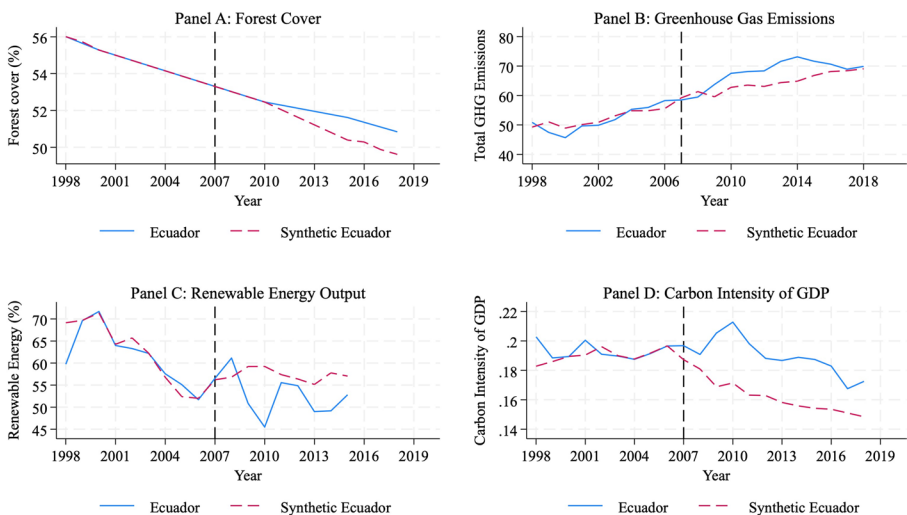 Panel A: Forest Cover
Forest cover (%)
56
54
52
50
1998 2001 2004 2007 2010 2013 2016 2019
Year
Ecuador Synthetic Ecuador
Panel B: Greenhouse Gas Emissions
Total GHG Emissions
80
70
60
50
40
1998 2002 2006 2010 2014 2018
Year
Ecuador Synthetic Ecuador
Panel C: Renewable Energy Output
Renewable Energy (%)
70
65
60
55
50
45
1998 2001 2004 2007 2010 2013 2016 2019
Year
Ecuador Synthetic Ecuador
Panel D: Carbon Intensity of GDP
Carbon Intensity of GDP
.22
.2
.18
.16
.14
1998 2001 2004 2007 2010 2013 2016 2019
Year
Ecuador Synthetic Ecuador